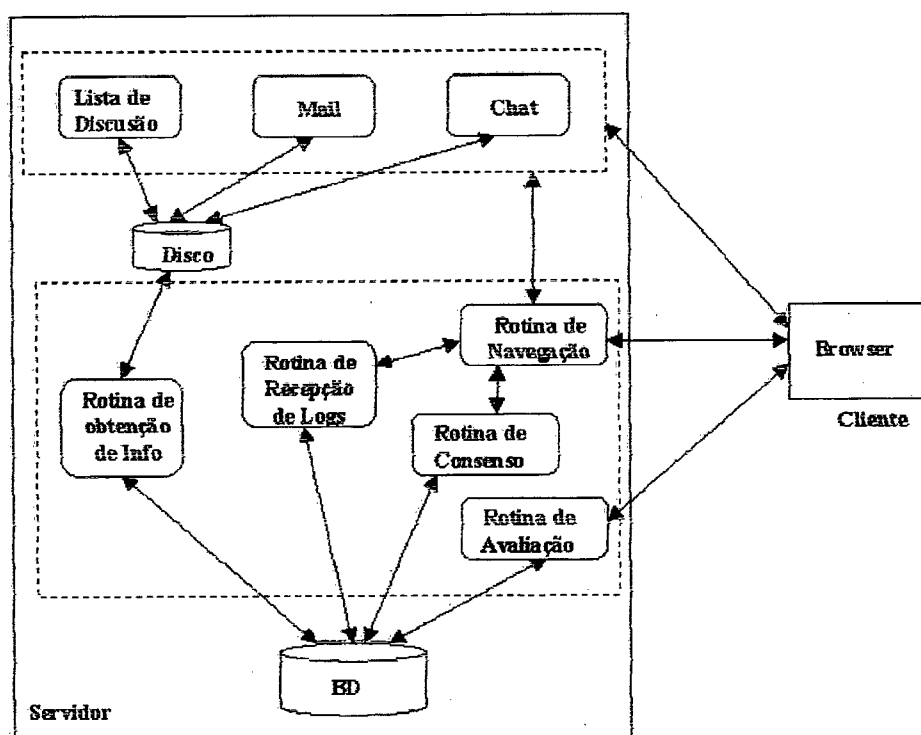 Lista de
Discusão
Mail
Chat
Disco
Rotina de
Navegação
Browser
Cliente
Rotina de
Recepção
de Logs
Rotina de
obtenção
de Info
Rotina de
Consenso
Rotina de
Avaliação
BD
Servidor